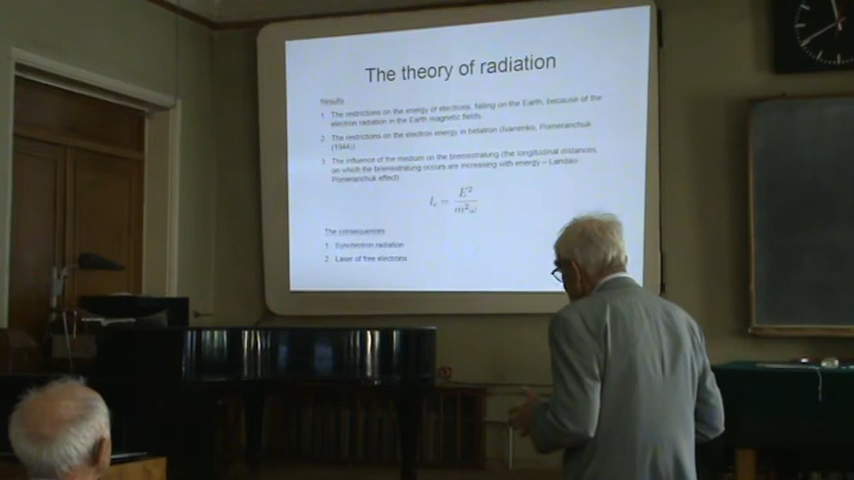 The theory of radiation
Results
1. The restrictions on the energy of electrons, falling on the Earth, because of the
electron radiation in the Earth magnetic fields.
2. The restrictions on the electron energy in betatron (Ivanenko, Pomeranchuk
(1944))
3. The influence of the medium on the bremsstralung (the longitudinal distances,
on which the bremsstralung occurs are increasing with energy – Landau-
Pomeranchuk effect)
l_c = E² / m²ω
The consequences
1. Synchrotron radiation
2. Laser of free electrons